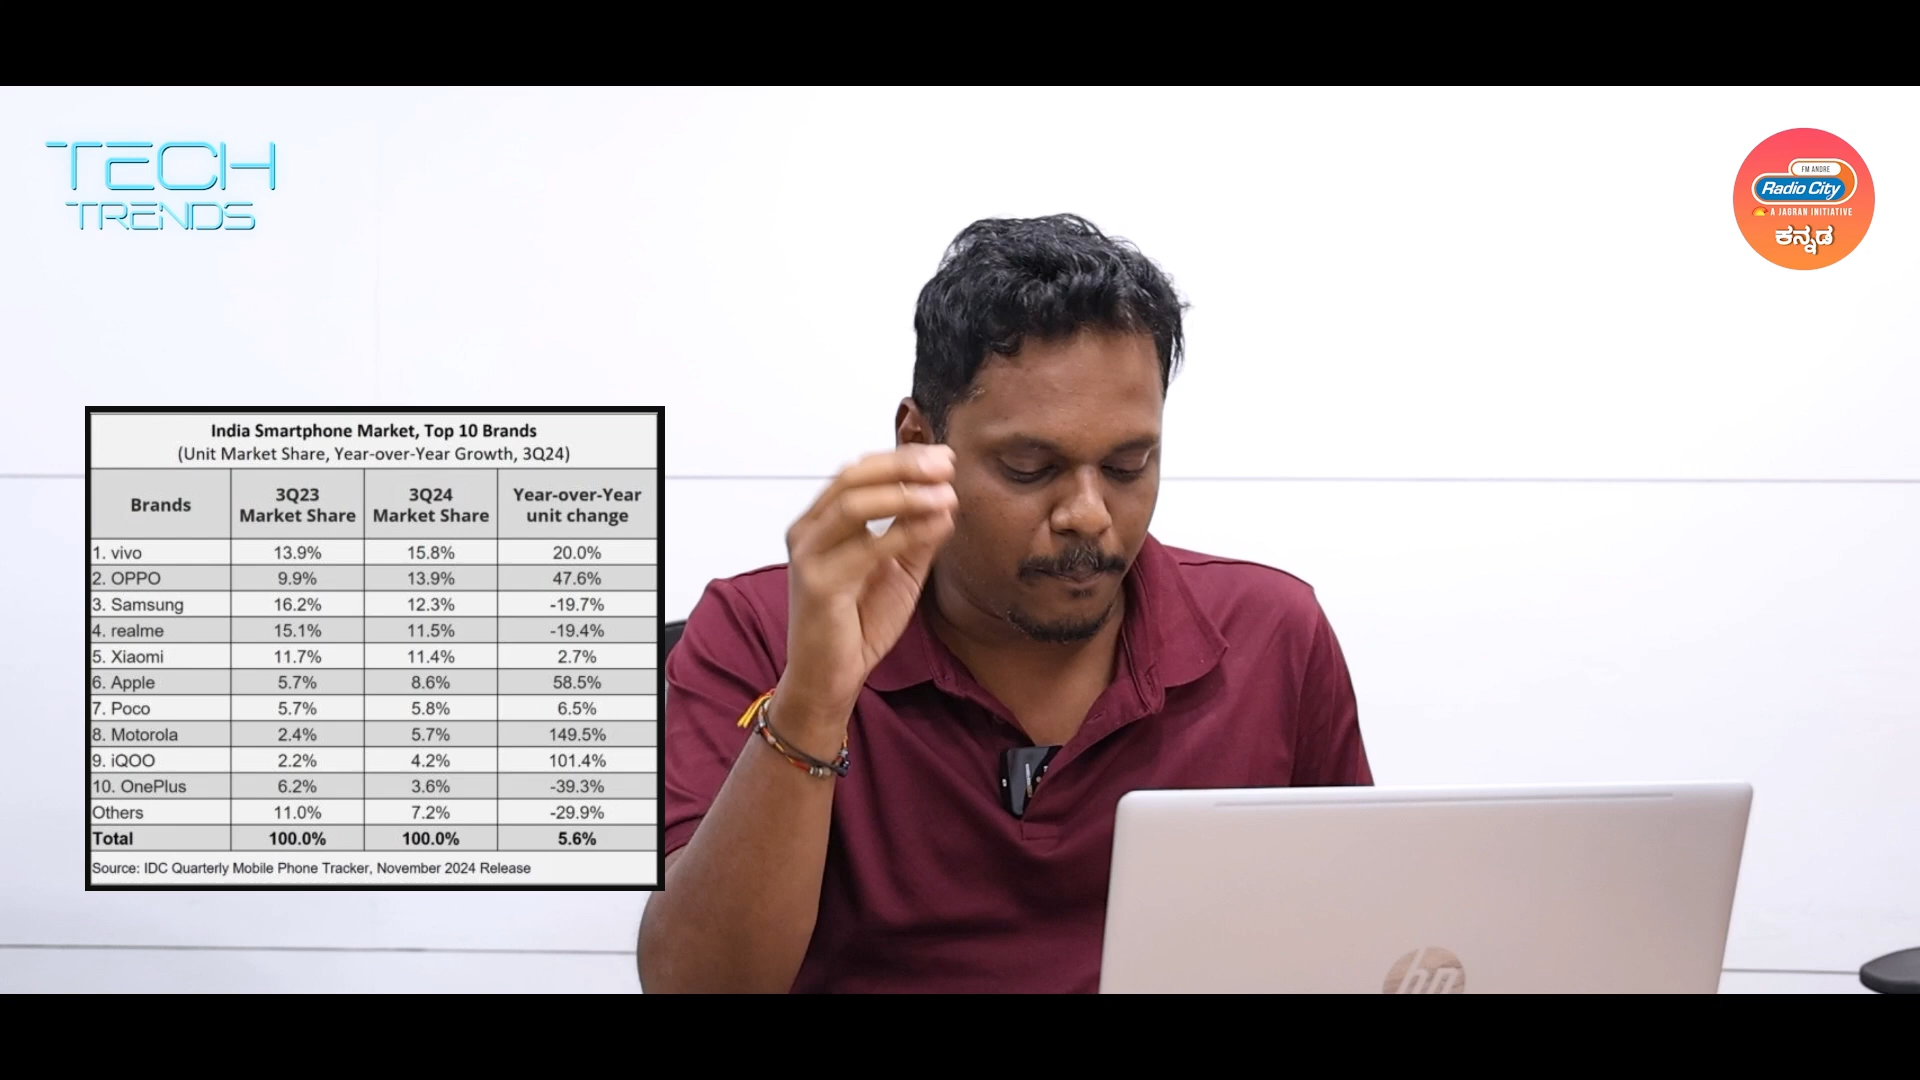 TECH
TRENDS
FM ANDRE
Radio City
A JAGRAN INITIATIVE
ಕನ್ನಡ
India Smartphone Market, Top 10 Brands
(Unit Market Share, Year-over-Year Growth, 3Q24)
Brands 3Q23 Market Share 3Q24 Market Share Year-over-Year unit change
1. vivo 13.9% 15.8% 20.0%
2. OPPO 9.9% 13.9% 47.6%
3. Samsung 16.2% 12.3% -19.7%
4. realme 15.1% 11.5% -19.4%
5. Xiaomi 11.7% 11.4% 2.7%
6. Apple 5.7% 8.6% 58.5%
7. Poco 5.7% 5.8% 6.5%
8. Motorola 2.4% 5.7% 149.5%
9. iQOO 2.2% 4.2% 101.4%
10. OnePlus 6.2% 3.6% -39.3%
Others 11.0% 7.2% -29.9%
Total 100.0% 100.0% 5.6%
Source: IDC Quarterly Mobile Phone Tracker, November 2024 Release
hp